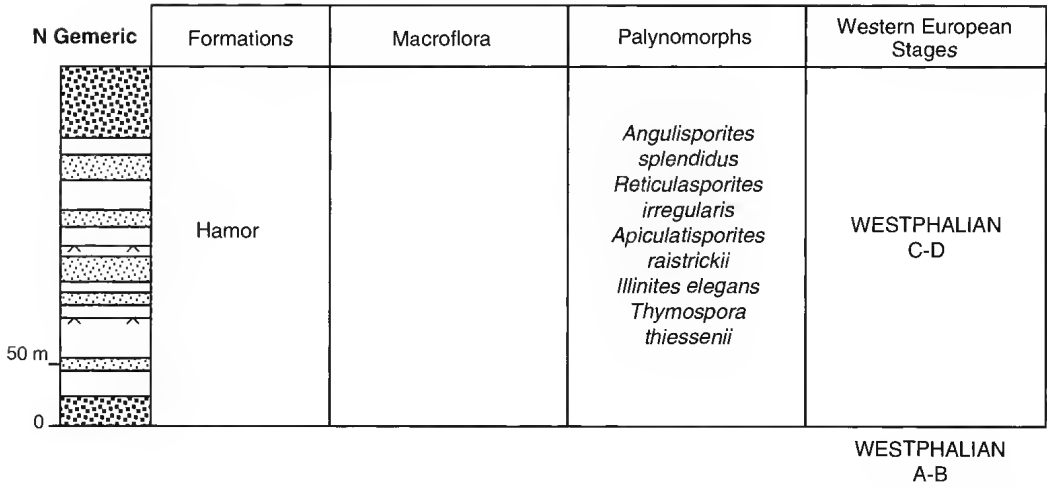 N Gemeric
Formations
Macroflora
Palynomorphs
Western European
Stages
Hamor
Angulisporites
splendidus
Reticulasporites
irregularis
Apiculatisporites
raistrickii
Illinites elegans
Thymospora
thiessenii
WESTPHALIAN
C-D
50 m
0
WESTPHALIAN
A-B